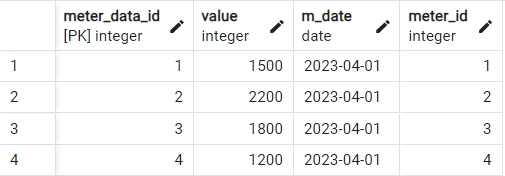 meter_data_id value m_date meter_id
[PK] integer integer date integer
1 1 1500 2023-04-01 1
2 2 2200 2023-04-01 2
3 3 1800 2023-04-01 3
4 4 1200 2023-04-01 4